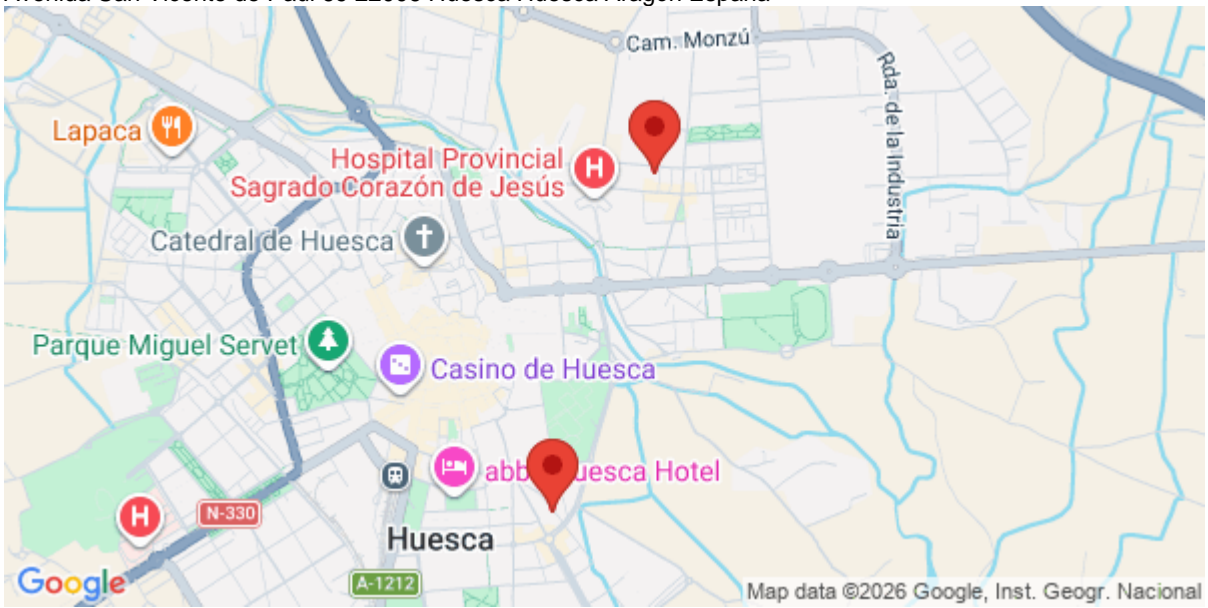 Cam. Monzú
Rda. de la Industria
Lapaca
Hospital Provincial
Sagrado Corazón de Jesús
H
Catedral de Huesca
Parque Miguel Servet
Casino de Huesca
Huesca Hotel
H
N-330
Huesca
A-1212
Google
Map data ©2026 Google, Inst. Geogr. Nacional